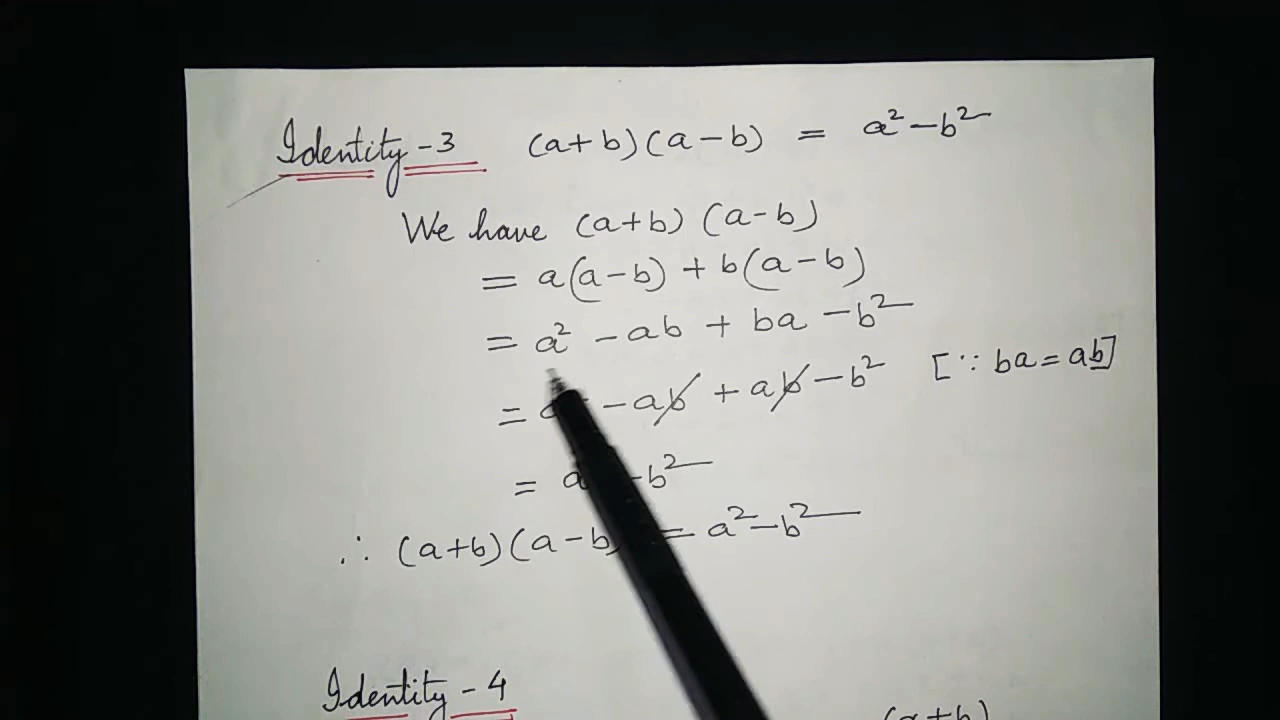 Identity - 3 (a+b)(a-b) = a² - b²
We have (a+b) (a-b)
= a(a-b) + b(a-b)
= a² - ab + ba - b²
= - ab + ab - b² [∵ ba = ab]
= a - b²
∴ (a+b)(a-b = a² - b²
Identity - 4
(a+b)